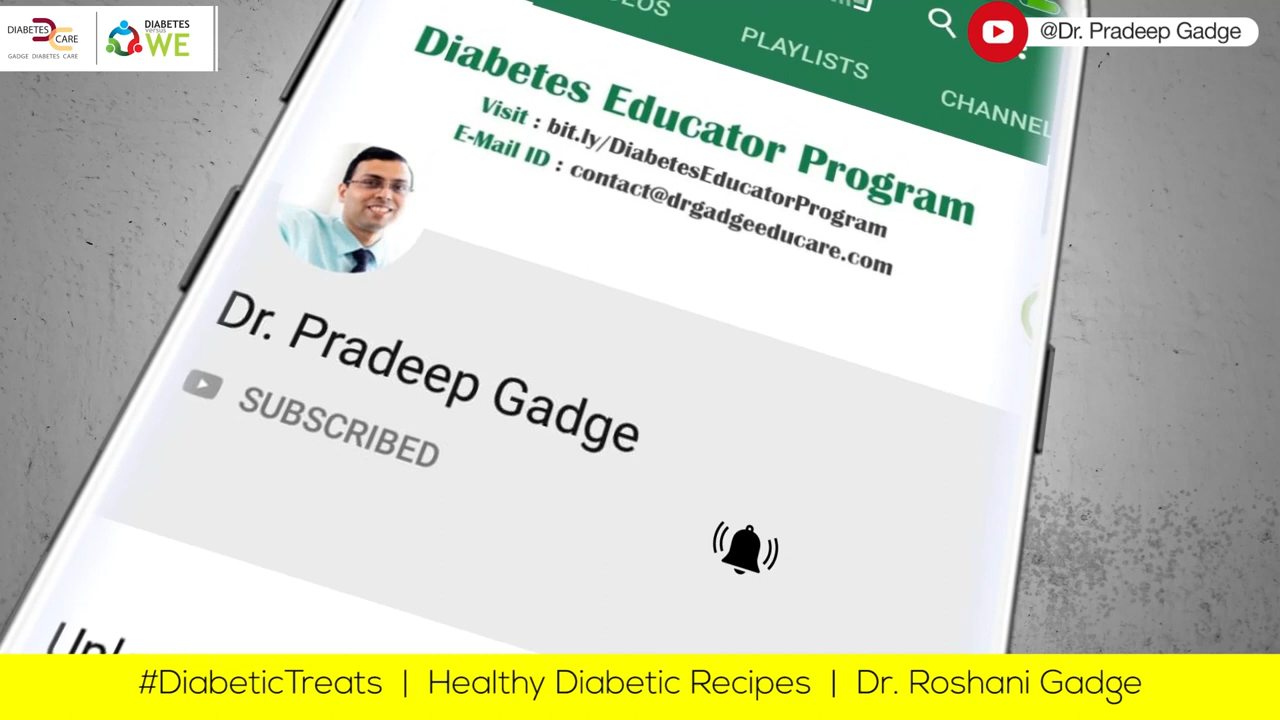 DIABETES CARE
GADGE DIABETES CARE
DIABETES
versus
WE
PLAYLISTS
CHANNEL
@Dr. Pradeep Gadge
Diabetes Educator Program
Visit : bit.ly/DiabetesEducatorProgram
E-Mail ID : contact@drgadgeeducare.com
Dr. Pradeep Gadge
SUBSCRIBED
#DiabeticTreats | Healthy Diabetic Recipes | Dr. Roshani Gadge